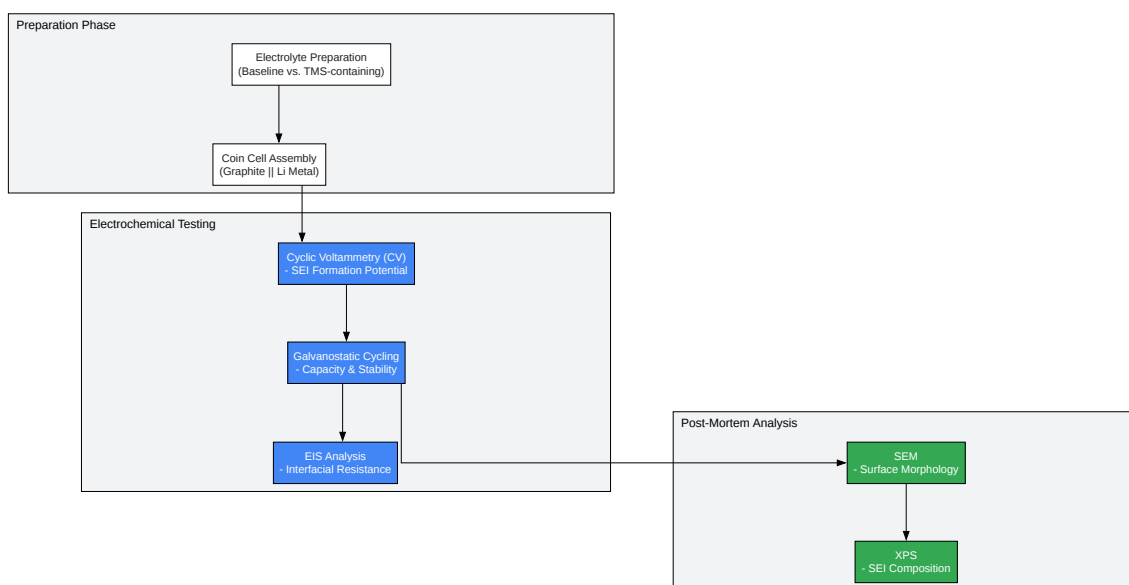 Preparation Phase
Electrolyte Preparation
(Baseline vs. TMS-containing)
Coin Cell Assembly
(Graphite || Li Metal)
Electrochemical Testing
Cyclic Voltammetry (CV)
- SEI Formation Potential
Galvanostatic Cycling
- Capacity & Stability
EIS Analysis
- Interfacial Resistance
Post-Mortem Analysis
SEM
- Surface Morphology
XPS
- SEI Composition